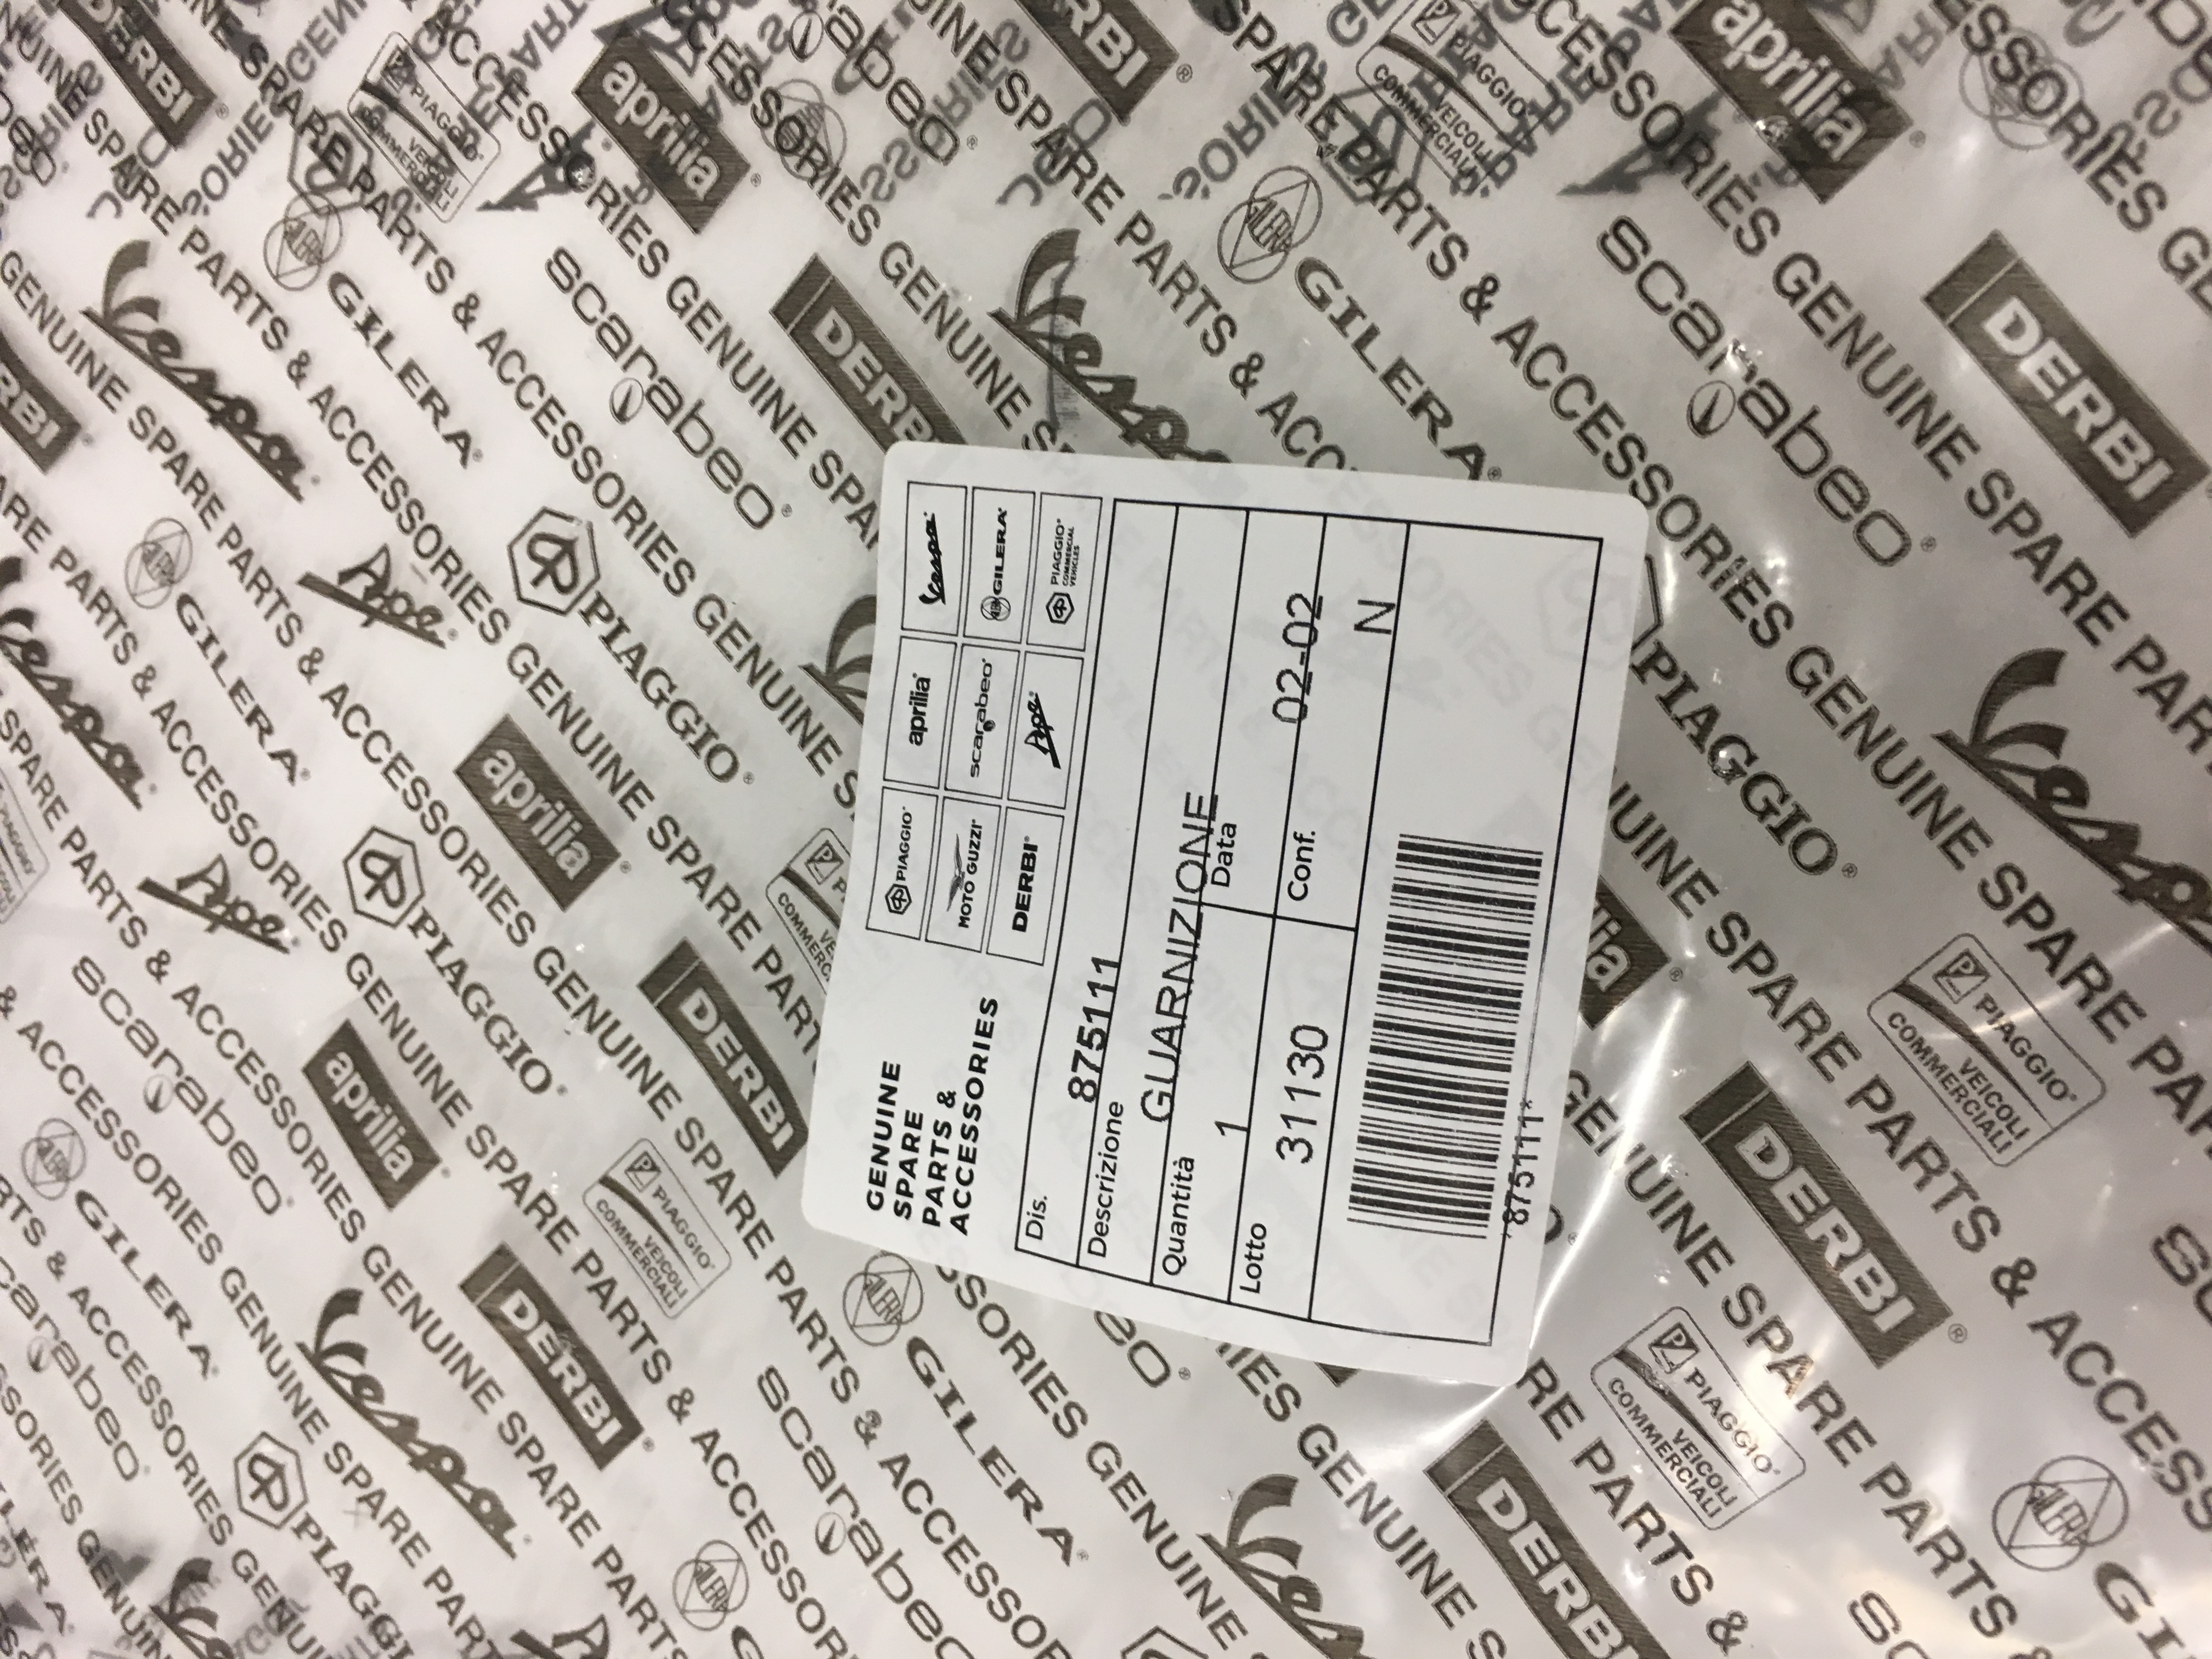 GENUINE
SPARE
PARTS &
ACCESSORIES
PIAGGIO®
aprilia®
Vespa®
MOTO GUZZI®
scarabeo®
GILERA®
DERBI®
Ape®
PIAGGIO®
COMMERCIAL
VEHICLES
Dis.
875111
Descrizione
GUARNIZIONE
Quantità
1
Data
02-02
Lotto
31130
Conf.
N
*875111*
GENUINE SPARE PARTS & ACCESSORIES
Vespa®
GILERA®
scarabeo®
DERBI®
aprilia®
PIAGGIO®
Ape®
PIAGGIO®
VEICOLI
COMMERCIALI